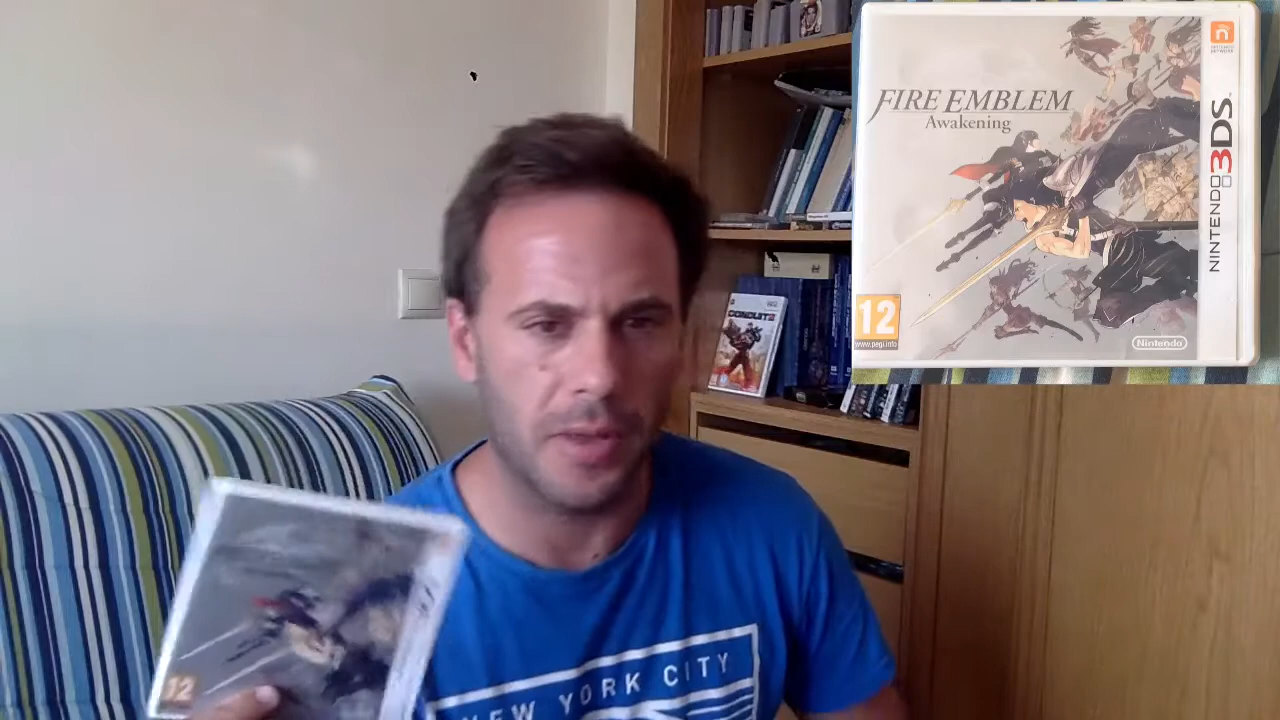 FIRE EMBLEM
Awakening
NINTENDO 3DS
12
www.pegi.info
Nintendo
CONDUIT 2
12
NEW YORK CITY